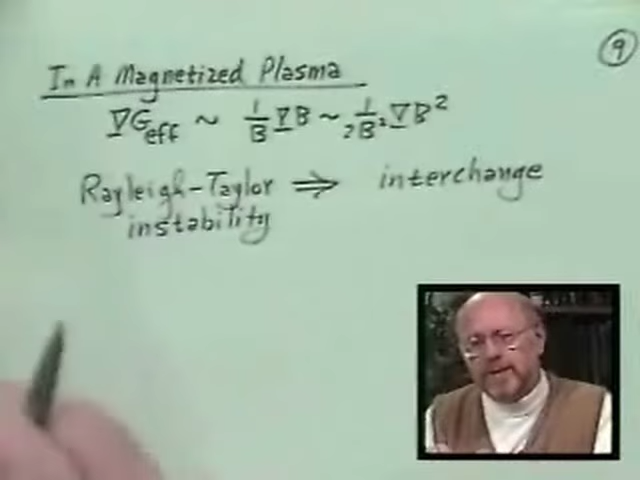 9
In A Magnetized Plasma
∇G_eff ~ 1/B ∇B ~ 1/2B² ∇B²
Rayleigh-Taylor ⇒ interchange
instability